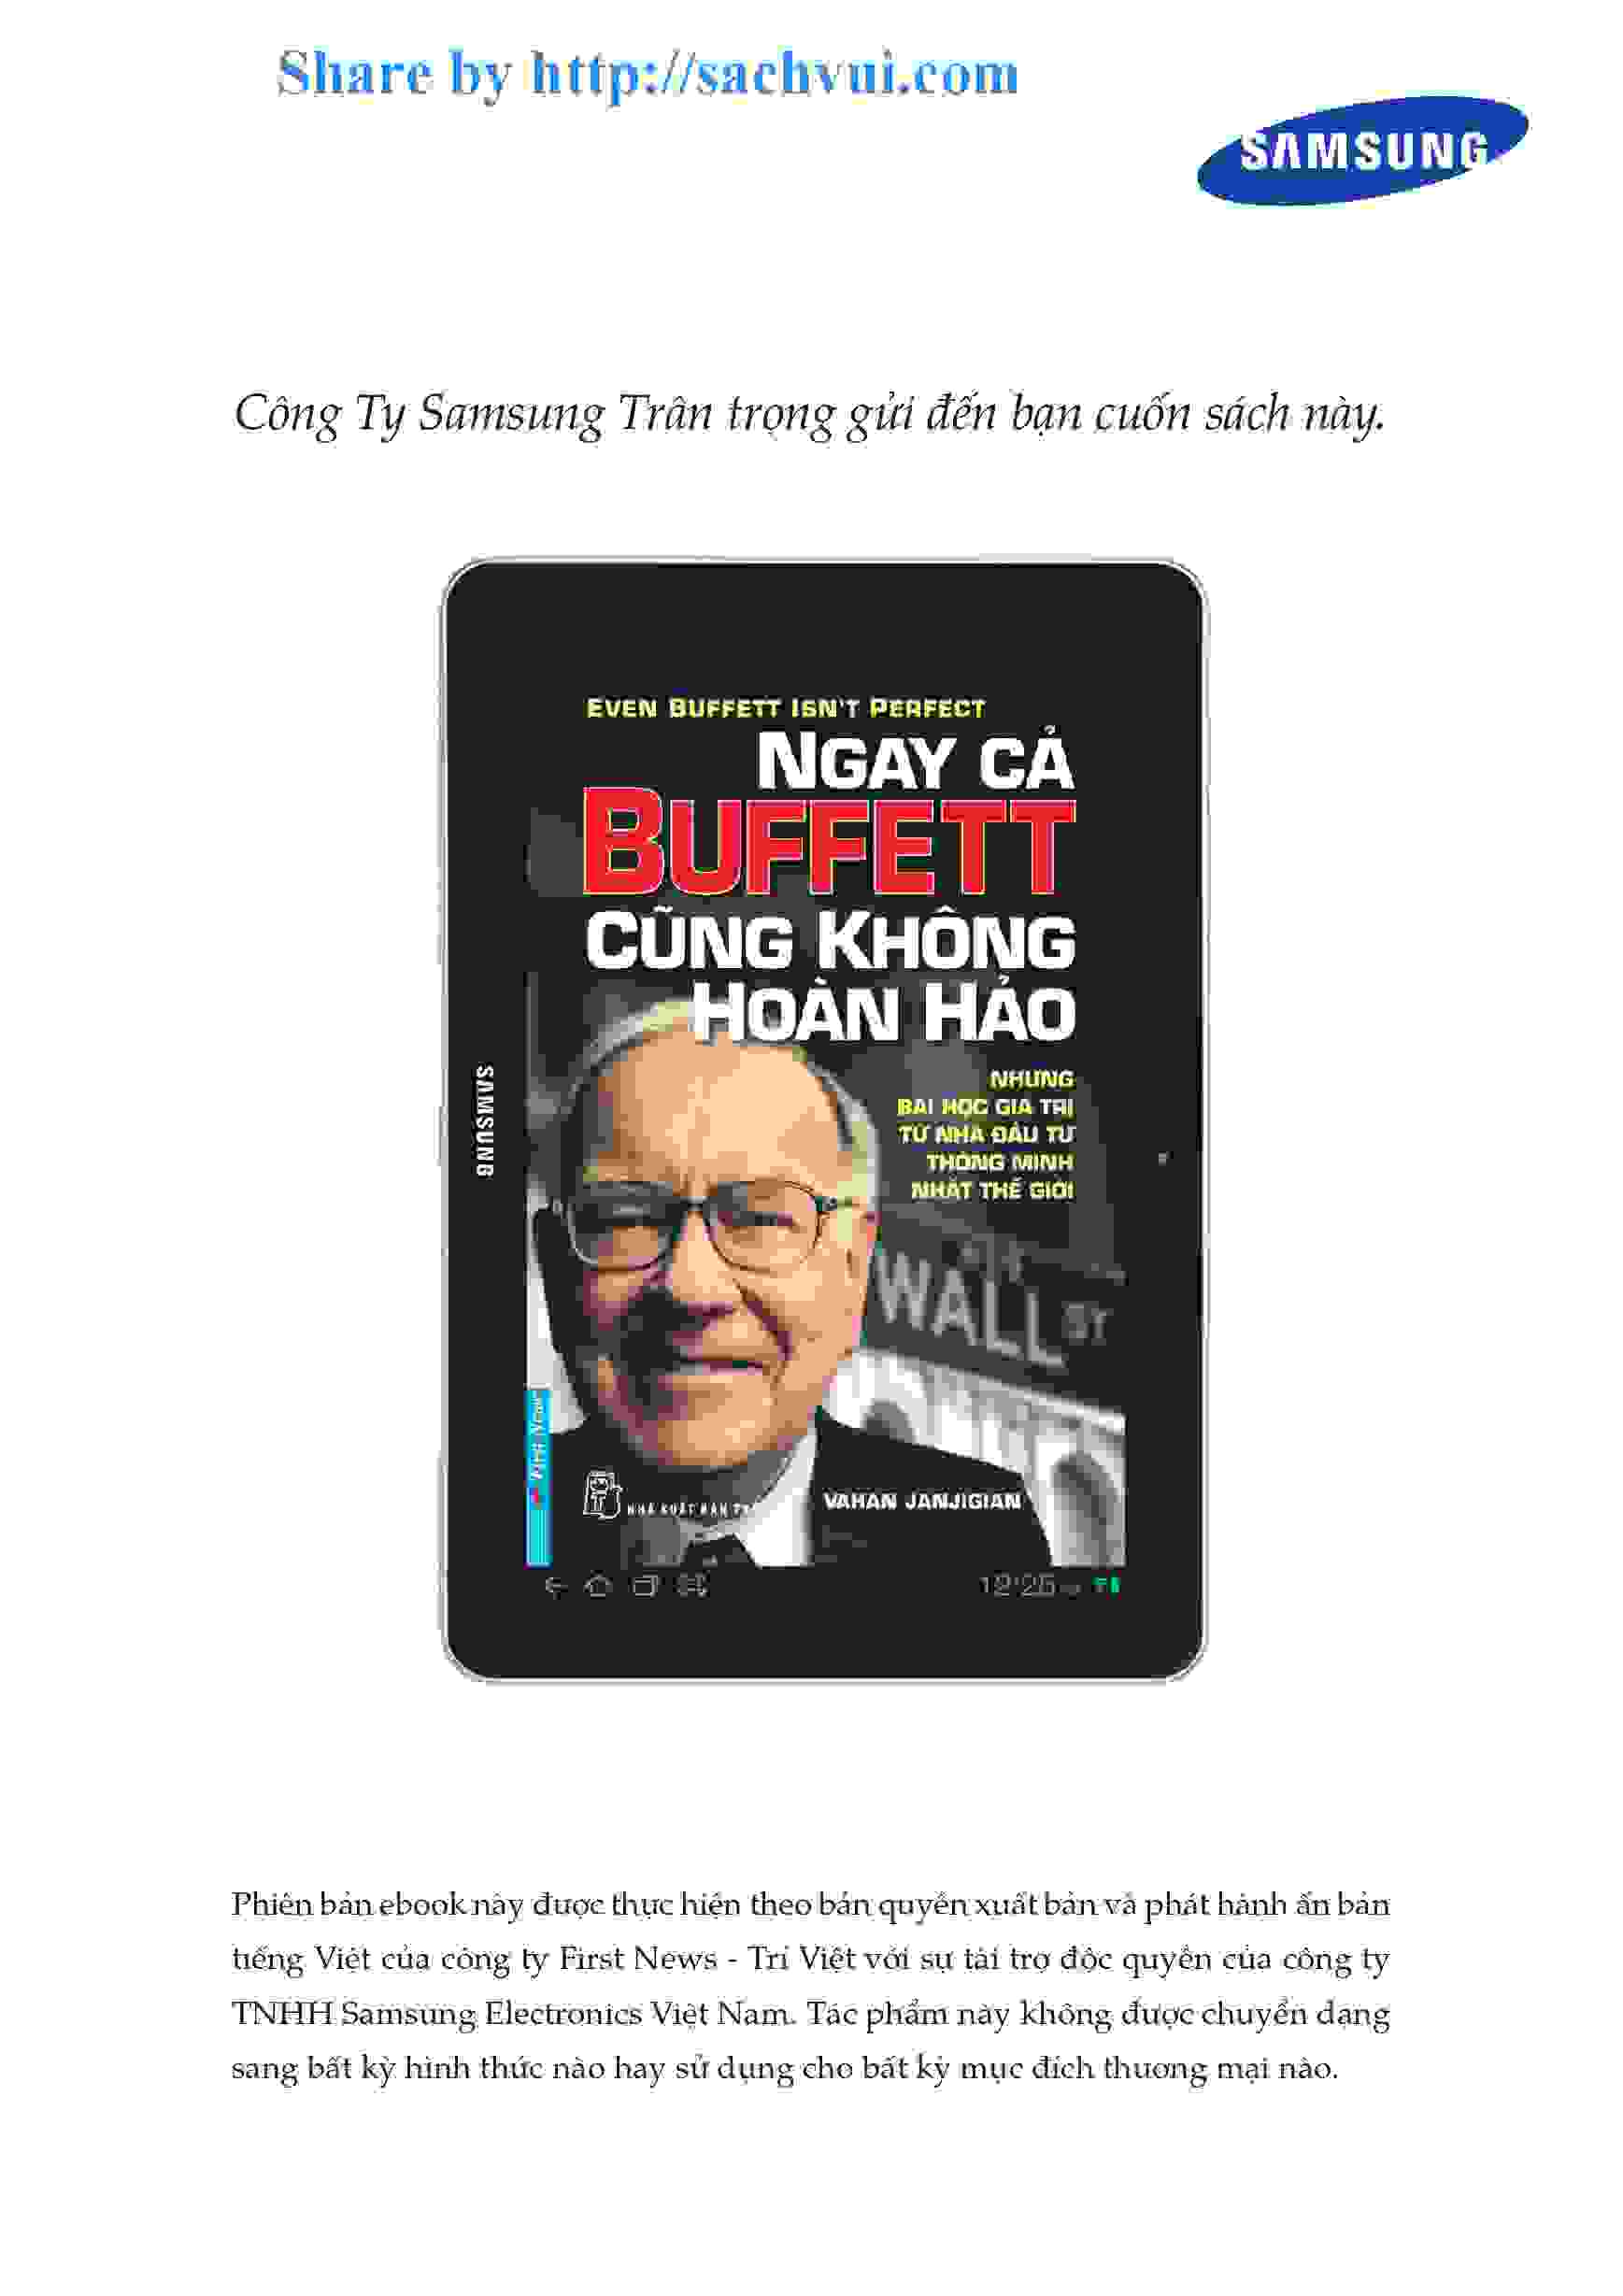 Share by http://sachvui.com
SAMSUNG
Công Ty Samsung Trân trọng gửi đến bạn cuốn sách này.
EVEN BUFFETT ISN'T PERFECT
NGAY CẢ
BUFFETT
CŨNG KHÔNG
HOÀN HẢO
NHỮNG
BÀI HỌC GIÁ TRỊ
TỪ NHÀ ĐẦU TƯ
THÔNG MINH
NHẤT THẾ GIỚI
SAMSUNG
WALL ST
First News
NHÀ XUẤT BẢN TRẺ
VAHAN JANJIGIAN
12:25
Phiên bản ebook này được thực hiện theo bản quyền xuất bản và phát hành ấn bản
tiếng Việt của công ty First News - Trí Việt với sự tài trợ độc quyền của công ty
TNHH Samsung Electronics Việt Nam. Tác phẩm này không được chuyển dạng
sang bất kỳ hình thức nào hay sử dụng cho bất kỳ mục đích thương mại nào.